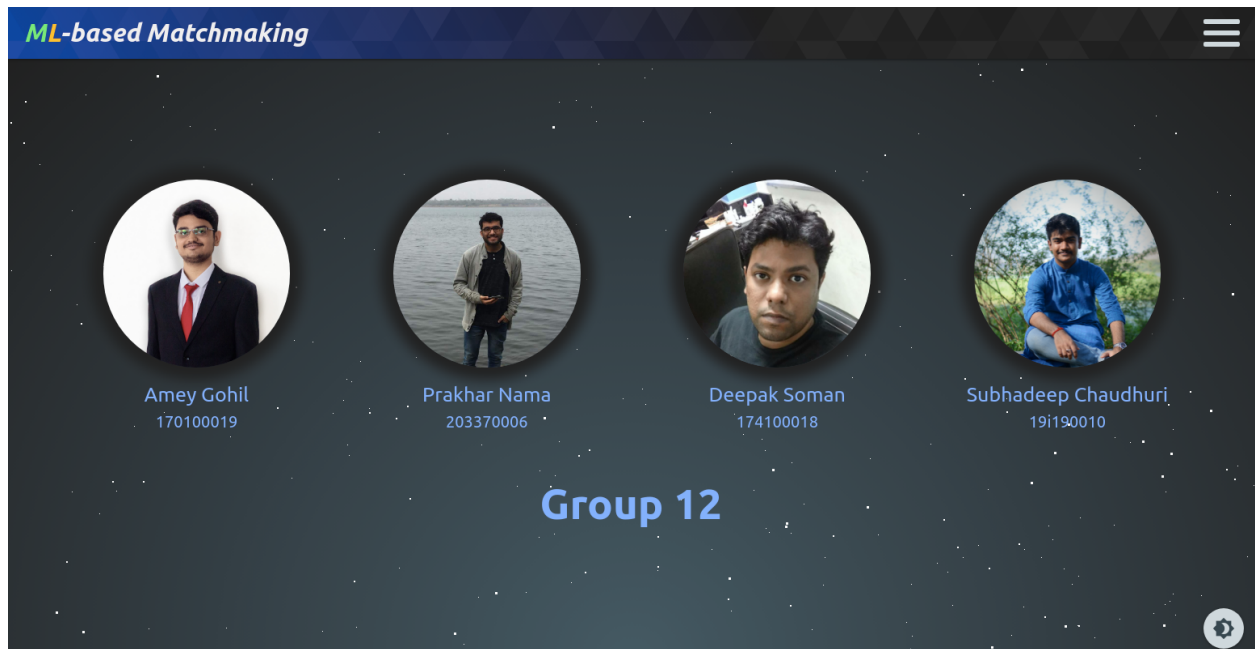 ML-based Matchmaking
Amey Gohil
170100019
Prakhar Nama
203370006
Deepak Soman
174100018
Subhadeep Chaudhuri
19i190010
Group 12